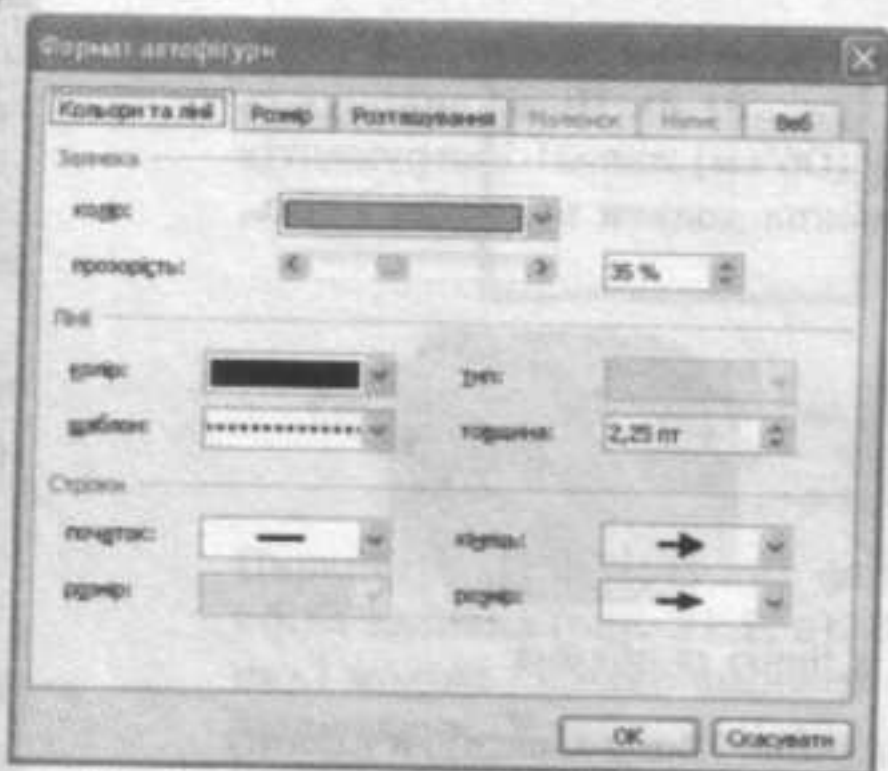 Формат автофігури
Кольори та лінії Розмір Розташування Малюнок Напис Веб
Заливка
колір:
прозорість: 35 %
Лінії
колір: тип:
шаблон: товщина: 2,25 пт
Стрілки
початок: кінець:
розмір: розмір:
OK Скасувати